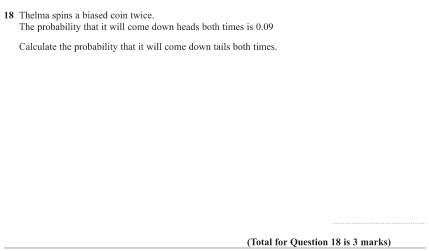 18 Thelma spins a biased coin twice.
The probability that it will come down heads both times is 0.09
Calculate the probability that it will come down tails both times.
(Total for Question 18 is 3 marks)